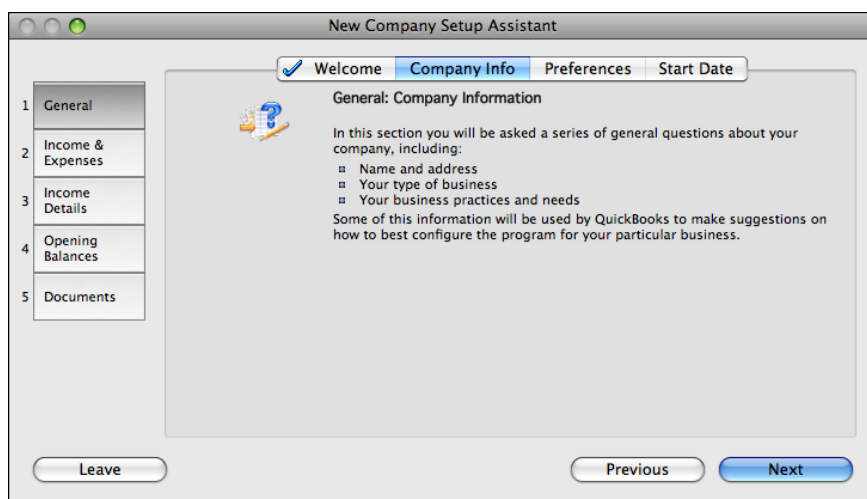 New Company Setup Assistant
Welcome Company Info Preferences Start Date
1 General
2 Income &
Expenses
3 Income
Details
4 Opening
Balances
5 Documents
General: Company Information
In this section you will be asked a series of general questions about your
company, including:
Name and address
Your type of business
Your business practices and needs
Some of this information will be used by QuickBooks to make suggestions on
how to best configure the program for your particular business.
Leave Previous Next